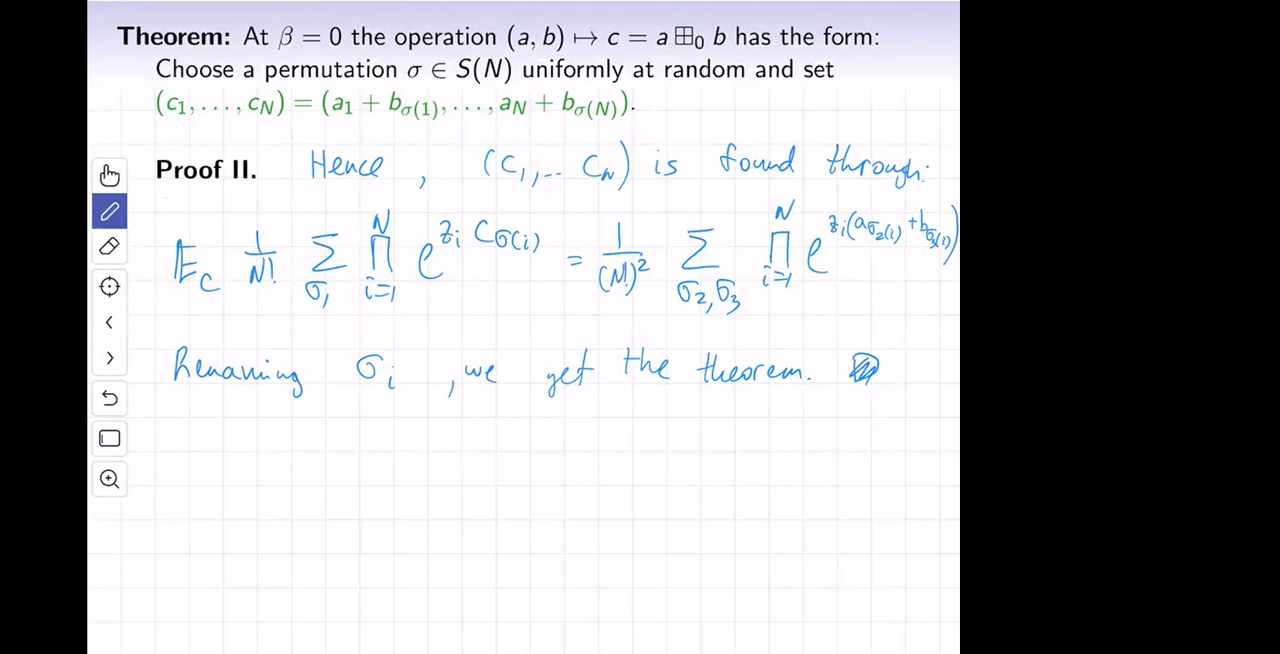 Theorem: At β = 0 the operation (a, b) ↦ c = a ⊞₀ b has the form:
Choose a permutation σ ∈ S(N) uniformly at random and set
(c₁, . . . , c_N) = (a₁ + b_σ(1), . . . , a_N + b_σ(N)).
Proof II. Hence, (C₁,... C_N) is found through:
𝔼_C 1/N! Σ_{σ₁} ∏_{i=1}^{N} e^{z_i C_{σ(i)}} = 1/(N!)² Σ_{σ₂,σ₃} ∏_{i=1}^{N} e^{z_i(a_{σ₂(i)} + b_{σ₃(i)})}
Renaming σ_i, we get the theorem.